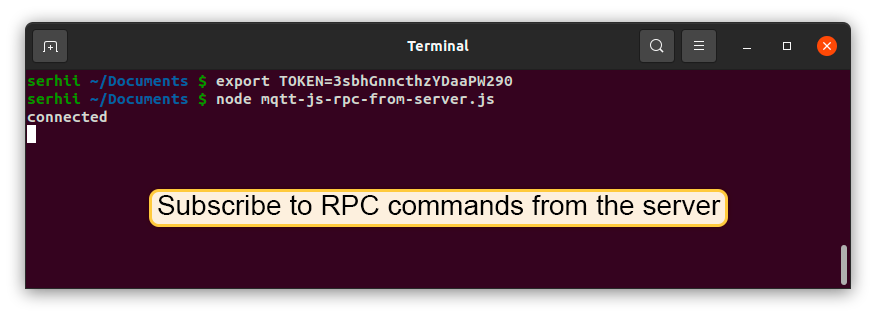 Terminal
serhii ~/Documents $ export TOKEN=3sbhGnncthzYDaaPW290
serhii ~/Documents $ node mqtt-js-rpc-from-server.js
connected
Subscribe to RPC commands from the server